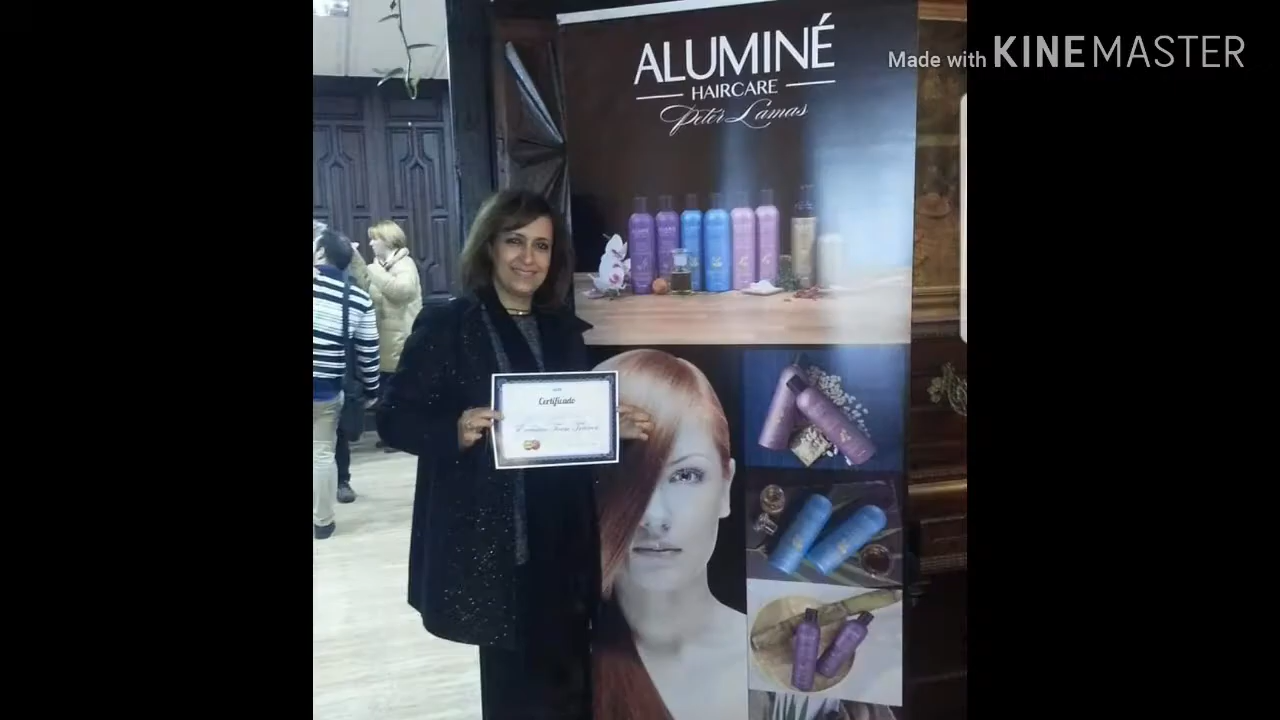 ALUMINÉ
HAIRCARE
Peter Lamas
Made with KINEMASTER
Certificado